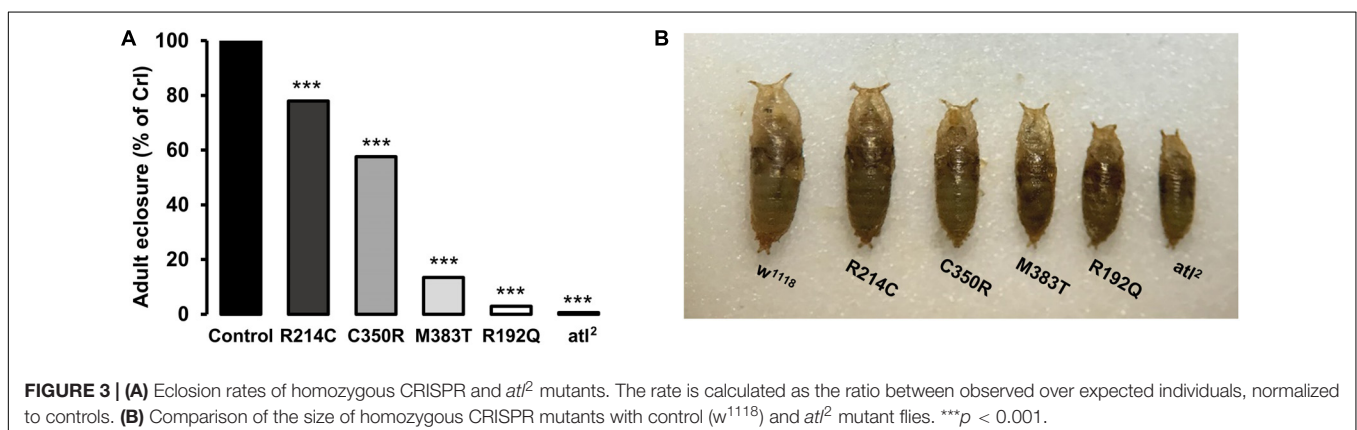 A
B
Adult eclosure (% of Crl)
100
80
60
40
20
0
***
***
***
***
***
Control R214C C350R M383T R192Q atl²
w¹¹¹⁸ R214C C350R M383T R192Q atl²
FIGURE 3 | (A) Eclosion rates of homozygous CRISPR and atl² mutants. The rate is calculated as the ratio between observed over expected individuals, normalized
to controls. (B) Comparison of the size of homozygous CRISPR mutants with control (w¹¹¹⁸) and atl² mutant flies. ***p < 0.001.